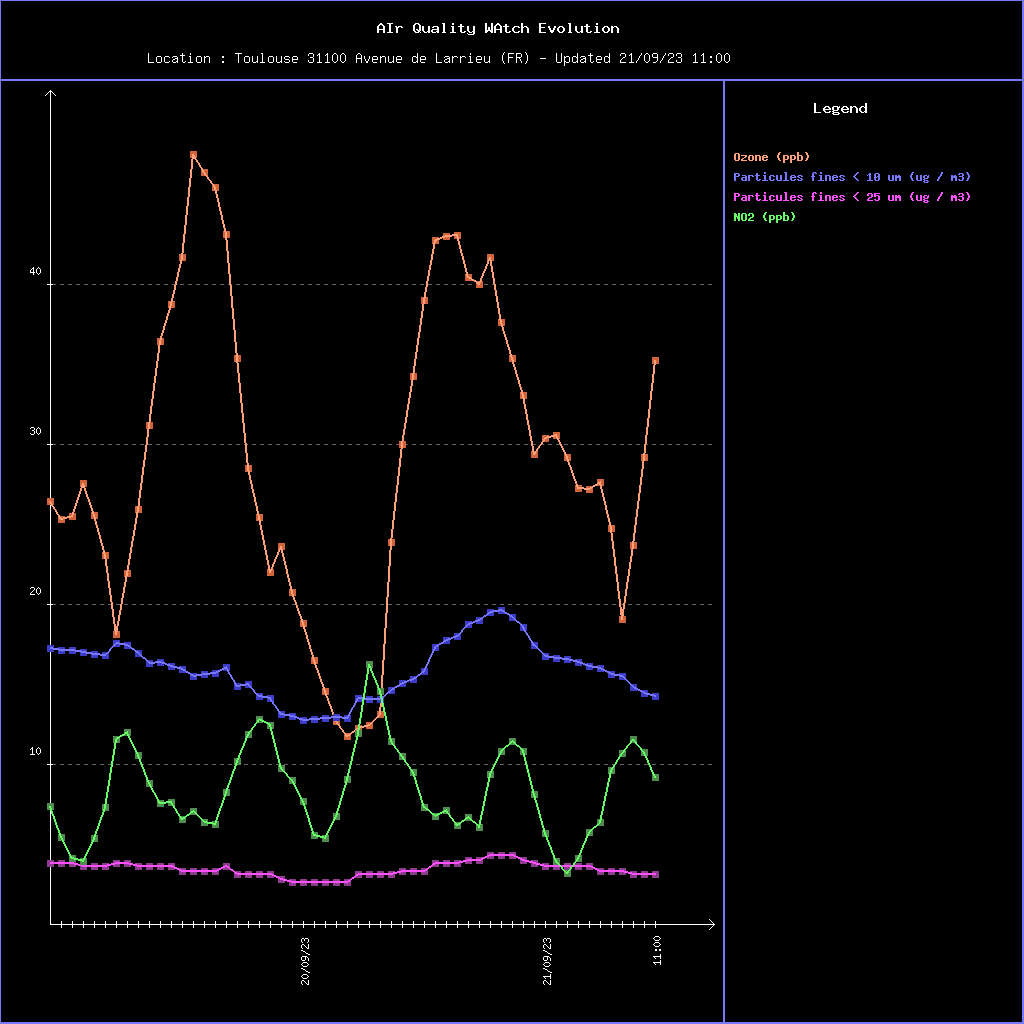 AIr Quality WAtch Evolution
Location : Toulouse 31100 Avenue de Larrieu (FR) - Updated 21/09/23 11:00
Legend
Ozone (ppb)
Particules fines < 10 um (ug / m3)
Particules fines < 25 um (ug / m3)
NO2 (ppb)
40
30
20
10
20/09/23
21/09/23
11:00